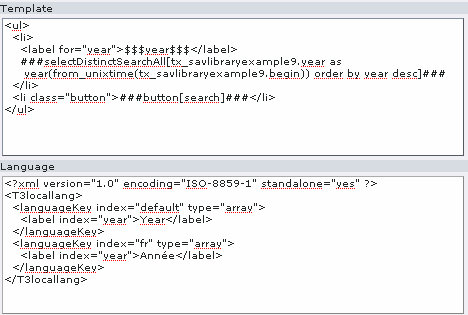 Template
<ul>
<li>
<label for="year">$$$year$$$</label>
###selectDistinctSearchAll[tx_savlibraryexample9.year as
year(from_unixtime(tx_savlibraryexample9.begin)) order by year desc]###
</li>
<li class="button">###button[search]###</li>
</ul>
Language
<?xml version="1.0" encoding="ISO-8859-1" standalone="yes" ?>
<T3locallang>
<languageKey index="default" type="array">
<label index="year">Year</label>
</languageKey>
<languageKey index="fr" type="array">
<label index="year">Année</label>
</languageKey>
</T3locallang>